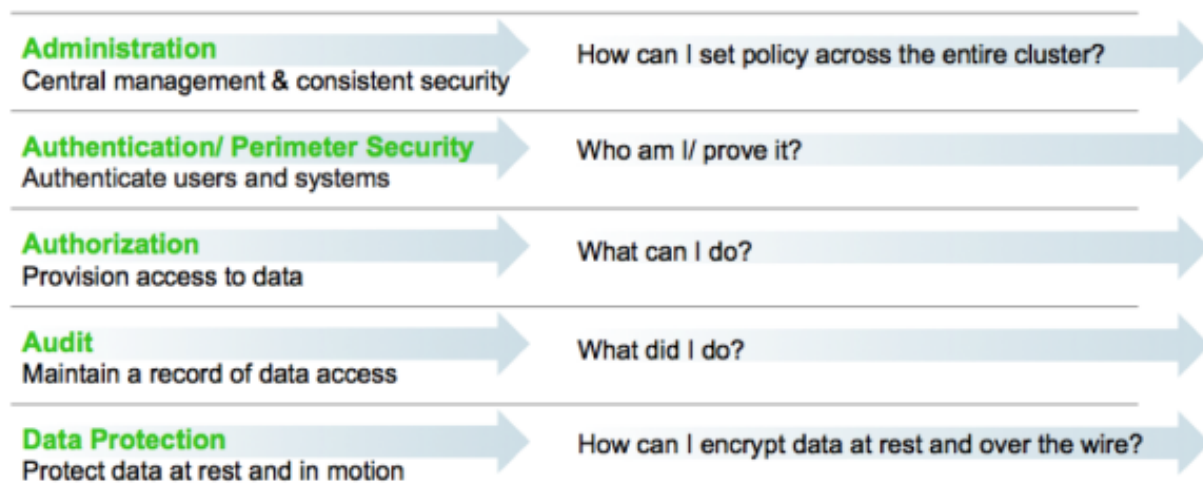 Administration
How can I set policy across the entire cluster?
Central management & consistent security
Authentication/ Perimeter Security
Who am I/ prove it?
Authenticate users and systems
Authorization
What can I do?
Provision access to data
Audit
What did I do?
Maintain a record of data access
Data Protection
How can I encrypt data at rest and over the wire?
Protect data at rest and in motion